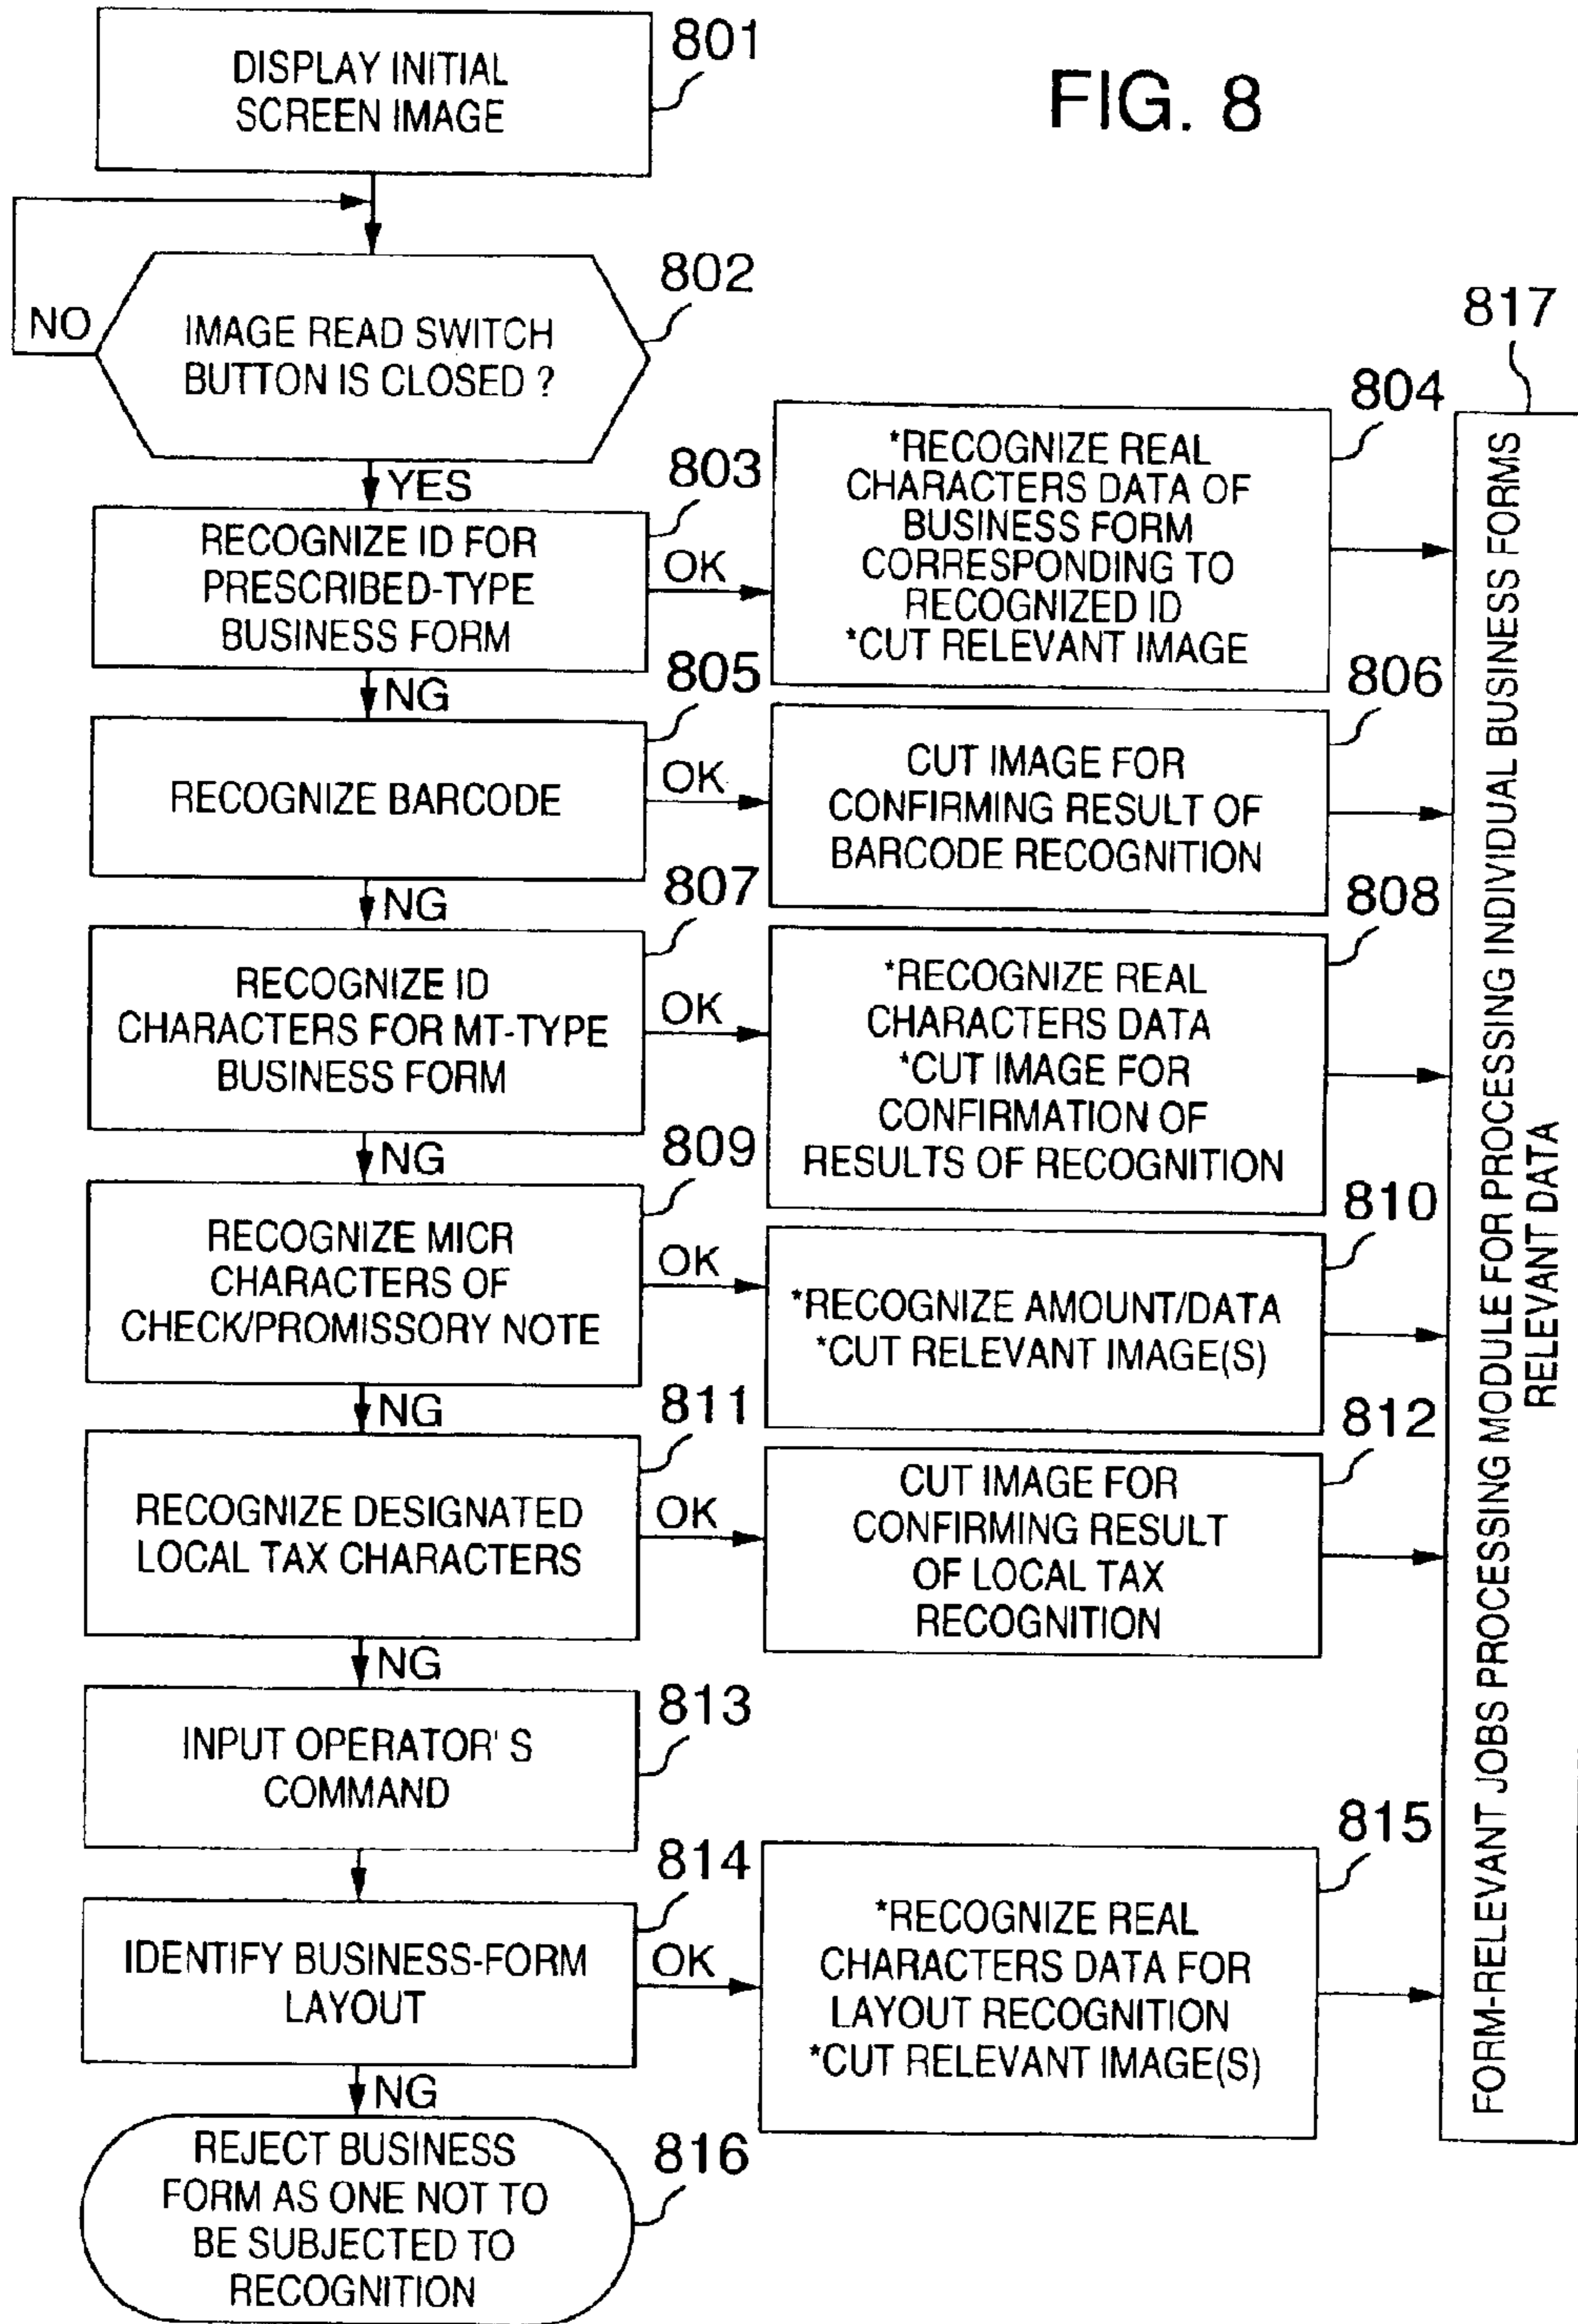 FIG. 8
801
DISPLAY INITIAL
SCREEN IMAGE
802
IMAGE READ SWITCH
BUTTON IS CLOSED ?
NO
YES
803
RECOGNIZE ID FOR
PRESCRIBED-TYPE
BUSINESS FORM
OK
804
*RECOGNIZE REAL
CHARACTERS DATA OF
BUSINESS FORM
CORRESPONDING TO
RECOGNIZED ID
*CUT RELEVANT IMAGE
NG
805
RECOGNIZE BARCODE
OK
806
CUT IMAGE FOR
CONFIRMING RESULT OF
BARCODE RECOGNITION
NG
807
RECOGNIZE ID
CHARACTERS FOR MT-TYPE
BUSINESS FORM
OK
808
*RECOGNIZE REAL
CHARACTERS DATA
*CUT IMAGE FOR
CONFIRMATION OF
RESULTS OF RECOGNITION
NG
809
RECOGNIZE MICR
CHARACTERS OF
CHECK/PROMISSORY NOTE
OK
810
*RECOGNIZE AMOUNT/DATA
*CUT RELEVANT IMAGE(S)
NG
811
RECOGNIZE DESIGNATED
LOCAL TAX CHARACTERS
OK
812
CUT IMAGE FOR
CONFIRMING RESULT
OF LOCAL TAX
RECOGNITION
NG
813
INPUT OPERATOR' S
COMMAND
814
IDENTIFY BUSINESS-FORM
LAYOUT
OK
815
*RECOGNIZE REAL
CHARACTERS DATA FOR
LAYOUT RECOGNITION
*CUT RELEVANT IMAGE(S)
NG
816
REJECT BUSINESS
FORM AS ONE NOT TO
BE SUBJECTED TO
RECOGNITION
817
FORM-RELEVANT JOBS PROCESSING MODULE FOR PROCESSING INDIVIDUAL BUSINESS FORMS
RELEVANT DATA